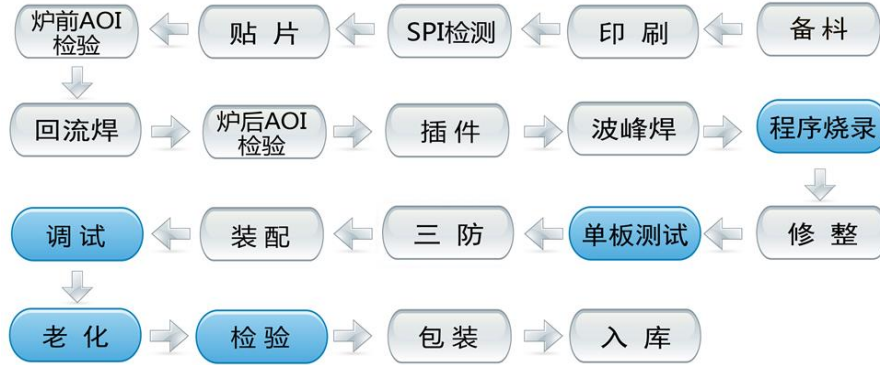 炉前AOI
检验
贴 片
SPI检测
印 刷
备 料
回流焊
炉后AOI
检验
插 件
波峰焊
程序烧录
调 试
装 配
三 防
单板测试
修 整
老 化
检 验
包 装
入 库